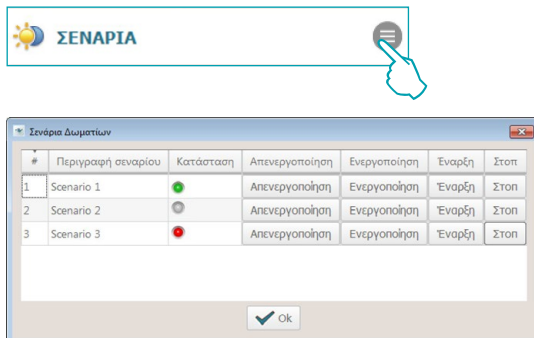 ΣΕΝΑΡΙΑ
Σενάρια Δωματίων
# Περιγραφή σεναρίου Κατάσταση Απενεργοποίηση Ενεργοποίηση Έναρξη Στοπ
1 Scenario 1 Απενεργοποίηση Ενεργοποίηση Έναρξη Στοπ
2 Scenario 2 Απενεργοποίηση Ενεργοποίηση Έναρξη Στοπ
3 Scenario 3 Απενεργοποίηση Ενεργοποίηση Έναρξη Στοπ
Ok